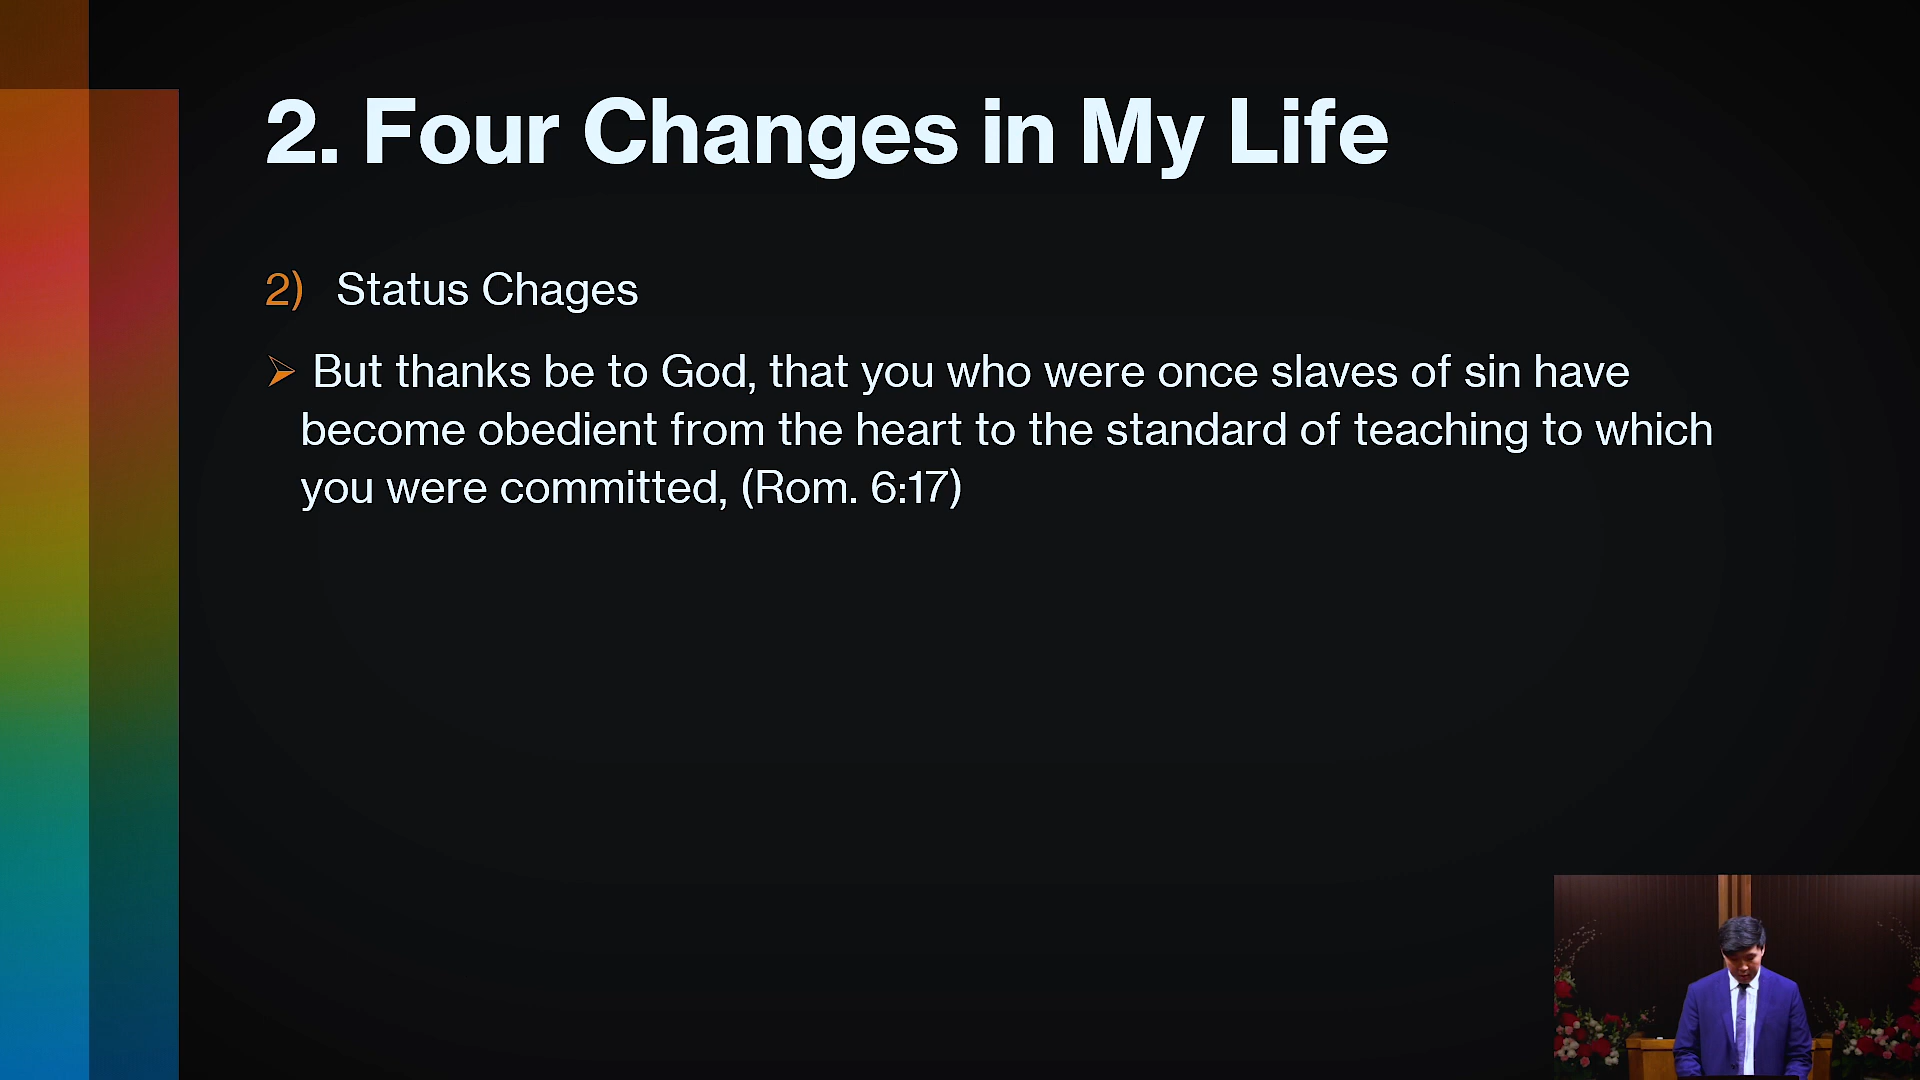 2. Four Changes in My Life
2) Status Chages
➢ But thanks be to God, that you who were once slaves of sin have
become obedient from the heart to the standard of teaching to which
you were committed, (Rom. 6:17)